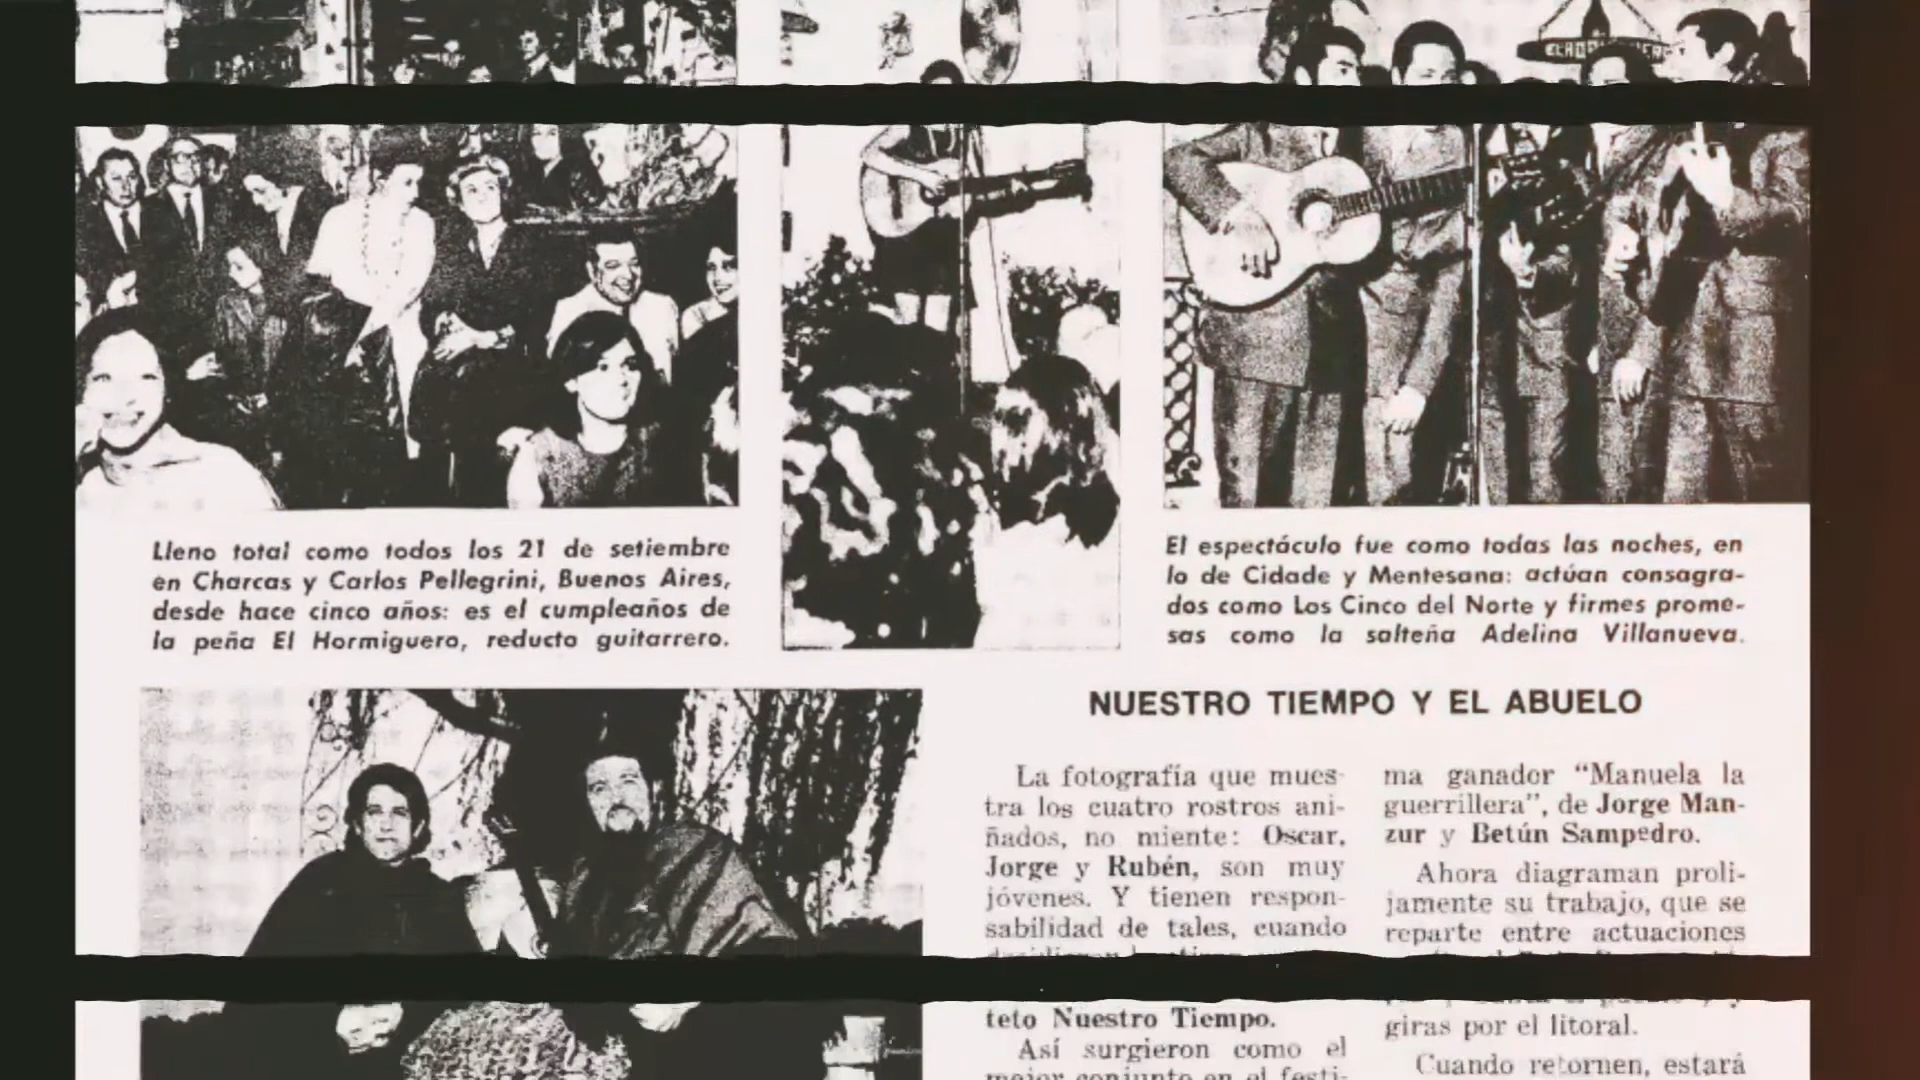 Lleno total como todos los 21 de setiembre
en Charcas y Carlos Pellegrini, Buenos Aires,
desde hace cinco años: es el cumpleaños de
la peña El Hormiguero, reducto guitarrero.
El espectáculo fue como todas las noches, en
lo de Cidade y Mentesana: actúan consagra-
dos como Los Cinco del Norte y firmes prome-
sas como la salteña Adelina Villanueva.
NUESTRO TIEMPO Y EL ABUELO
La fotografía que mues-
tra los cuatro rostros ani-
ñados, no miente: Oscar,
Jorge y Rubén, son muy
jóvenes. Y tienen respon-
sabilidad de tales, cuando
teto Nuestro Tiempo.
Así surgieron como el
mejor conjunto en el festi-
ma ganador "Manuela la
guerrillera", de Jorge Man-
zur y Betún Sampedro.
Ahora diagraman proli-
jamente su trabajo, que se
reparte entre actuaciones
giras por el litoral.
Cuando retornen, estará